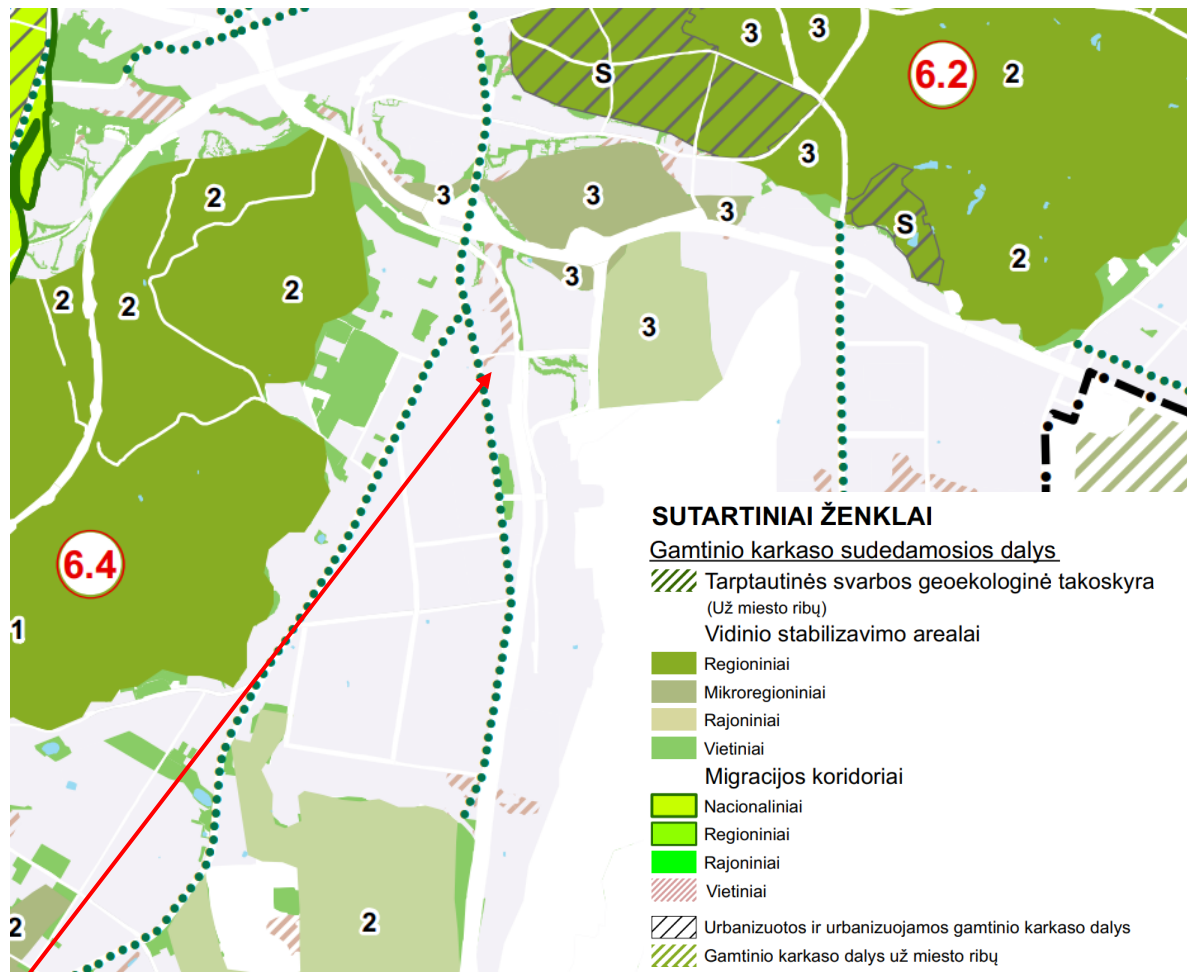 3
3
6.2
2
S
3
2
3
3
3
S
2
2
2
2
3
3
6.4
1
2
2
SUTARTINIAI ŽENKLAI
Gamtinio karkaso sudedamosios dalys
Tarptautinės svarbos geoekologinė takoskyra
(Už miesto ribų)
Vidinio stabilizavimo arealai
Regioniniai
Mikroregioniniai
Rajoniniai
Vietiniai
Migracijos koridoriai
Nacionaliniai
Regioniniai
Rajoniniai
Vietiniai
Urbanizuotos ir urbanizuojamos gamtinio karkaso dalys
Gamtinio karkaso dalys už miesto ribų